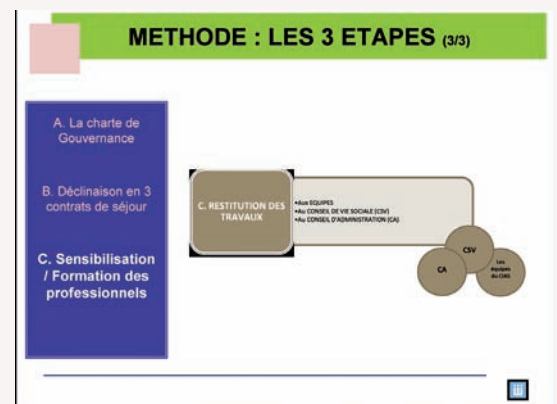 METHODE : LES 3 ETAPES (3/3)
A. La charte de
Gouvernance
B. Déclinaison en 3
contrats de séjour
C. Sensibilisation
/ Formation des
professionnels
C. RESTITUTION DES
TRAVAUX
•Aux EQUIPES
•Au CONSEIL DE VIE SOCIALE (CSV)
•Au CONSEIL D'ADMINISTRATION (CA)
CSV
CA
Les
équipes
du CIAS